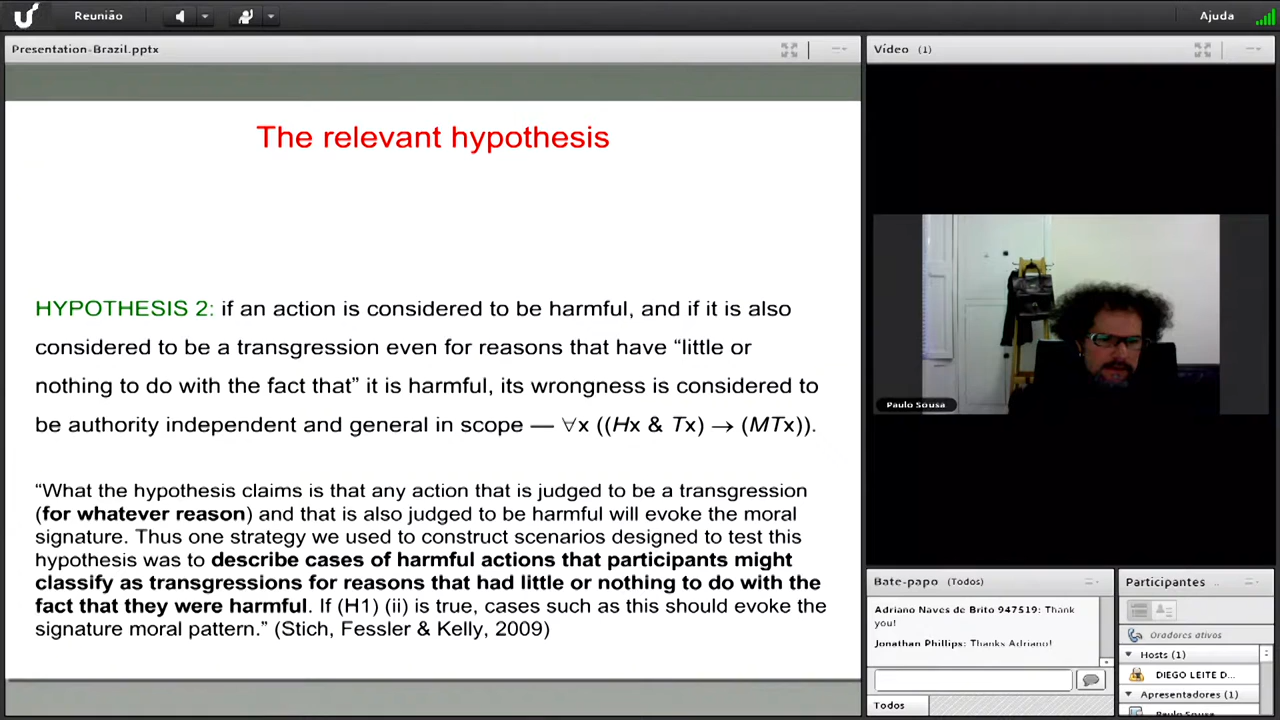 Reunião
Ajuda
Presentation-Brazil.pptx
The relevant hypothesis
HYPOTHESIS 2: if an action is considered to be harmful, and if it is also
considered to be a transgression even for reasons that have “little or
nothing to do with the fact that” it is harmful, its wrongness is considered to
be authority independent and general in scope — ∀x ((Hx & Tx) → (MTx)).
“What the hypothesis claims is that any action that is judged to be a transgression
(for whatever reason) and that is also judged to be harmful will evoke the moral
signature. Thus one strategy we used to construct scenarios designed to test this
hypothesis was to describe cases of harmful actions that participants might
classify as transgressions for reasons that had little or nothing to do with the
fact that they were harmful. If (H1) (ii) is true, cases such as this should evoke the
signature moral pattern.” (Stich, Fessler & Kelly, 2009)
Vídeo (1)
Paulo Sousa
Bate-papo (Todos)
Adriano Naves de Brito 947519: Thank
you!
Jonathan Phillips: Thanks Adriano!
Todos
Participantes ..
Oradores ativos
Hosts (1)
DIEGO LEITE D...
Apresentadores (1)
Paulo Sousa